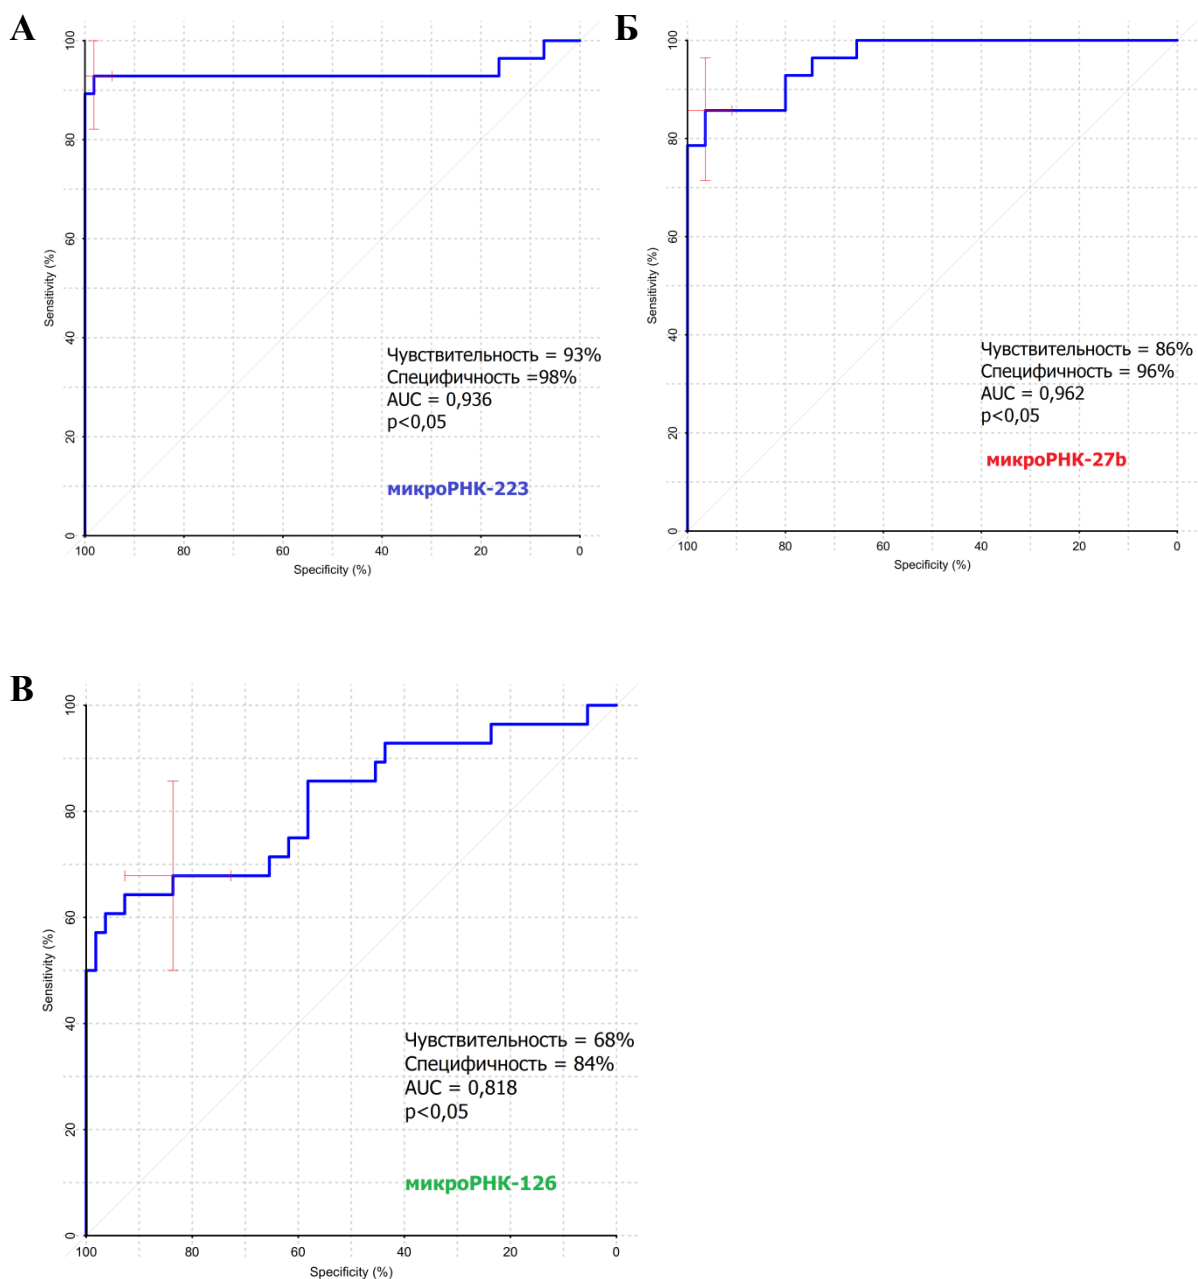 А
100
80
60
40
20
0
Sensitivity (%)
100
80
60
40
20
0
Specificity (%)
Чувствительность = 93%
Специфичность =98%
AUC = 0,936
p<0,05
микроРНК-223
Б
100
80
60
40
20
0
Sensitivity (%)
100
80
60
40
20
0
Specificity (%)
Чувствительность = 86%
Специфичность = 96%
AUC = 0,962
p<0,05
микроРНК-27b
В
100
80
60
40
20
0
Sensitivity (%)
100
80
60
40
20
0
Specificity (%)
Чувствительность = 68%
Специфичность = 84%
AUC = 0,818
p<0,05
микроРНК-126